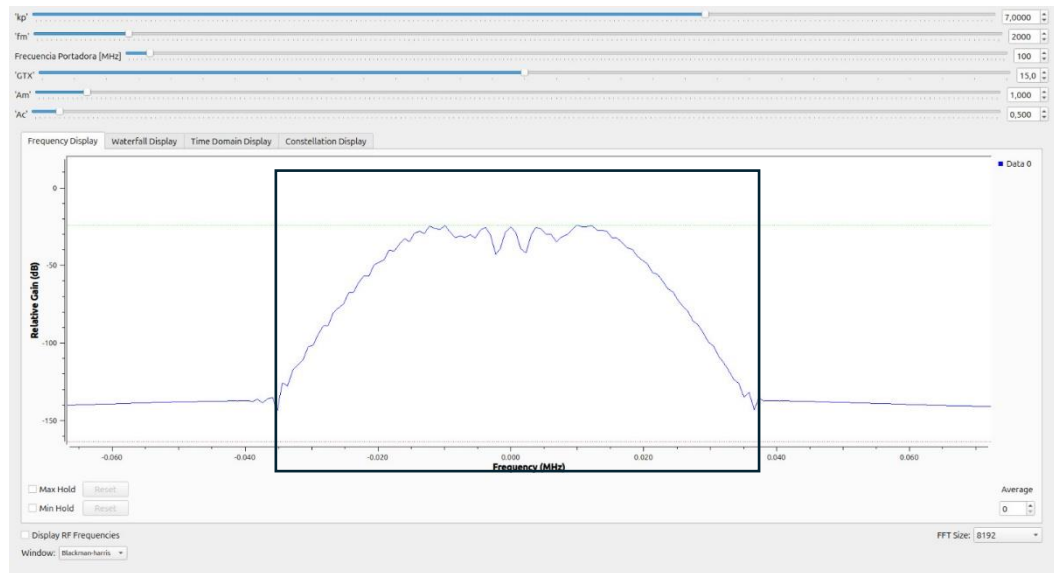 'kp' 7,0000
'fm' 2000
Frecuencia Portadora [MHz] 100
'GTX' 15,0
'Am' 1,000
'Ac' 0,500
Frequency Display Waterfall Display Time Domain Display Constellation Display
Data 0
0
-50
-100
-150
Relative Gain (dB)
-0.060 -0.040 -0.020 0.000 0.020 0.040 0.060
Frequency (MHz)
Max Hold Reset Average
Min Hold Reset 0
Display RF Frequencies FFT Size: 8192
Window: Blackman-harris